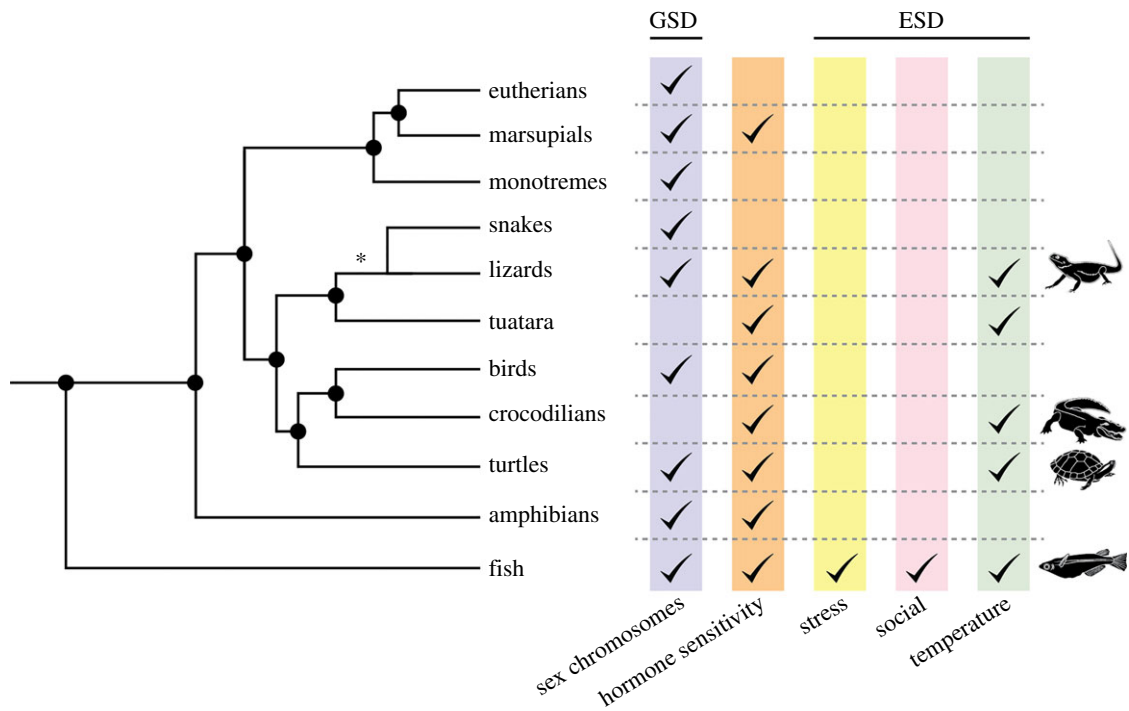 GSD
ESD
eutherians
marsupials
monotremes
snakes
*
lizards
tuatara
birds
crocodilians
turtles
amphibians
fish
sex chromosomes
hormone sensitivity
stress
social
temperature